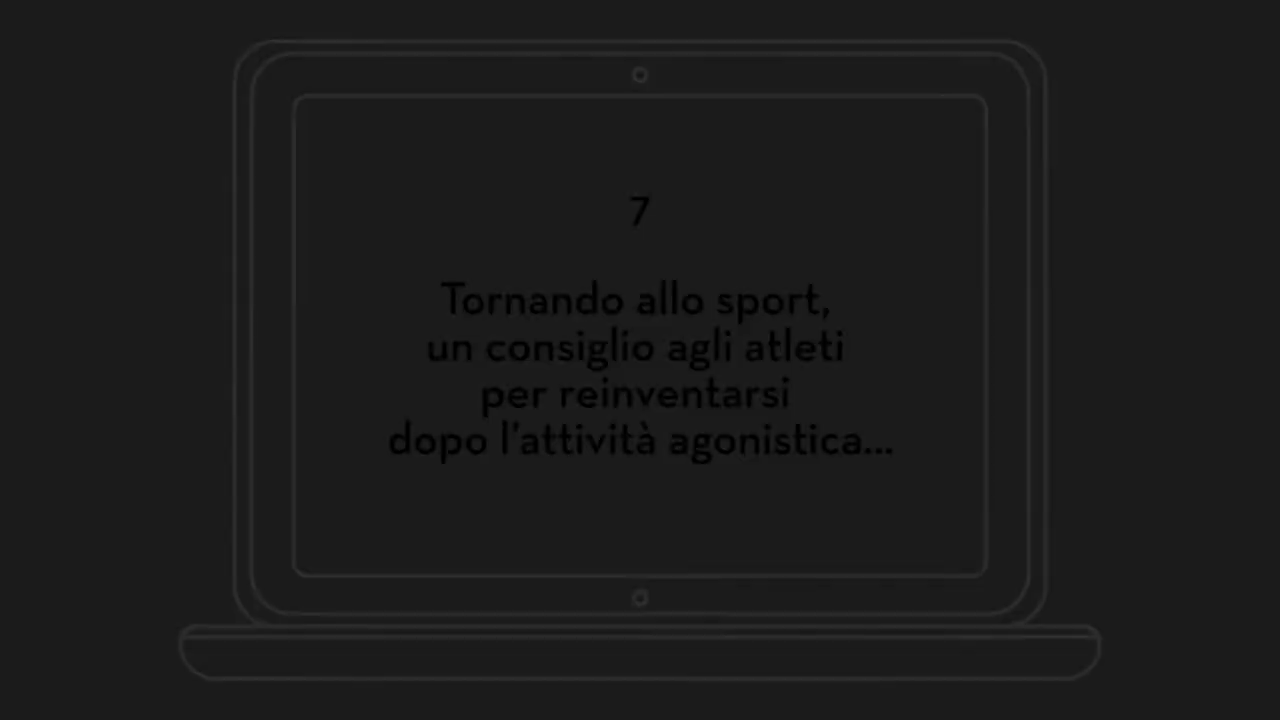 7
Tornando allo sport,
un consiglio agli atleti
per reinventarsi
dopo l'attività agonistica...